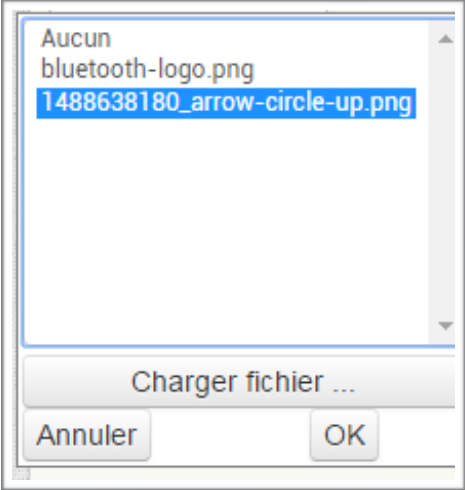 Aucun
bluetooth-logo.png
1488638180_arrow-circle-up.png
Charger fichier ...
Annuler
OK